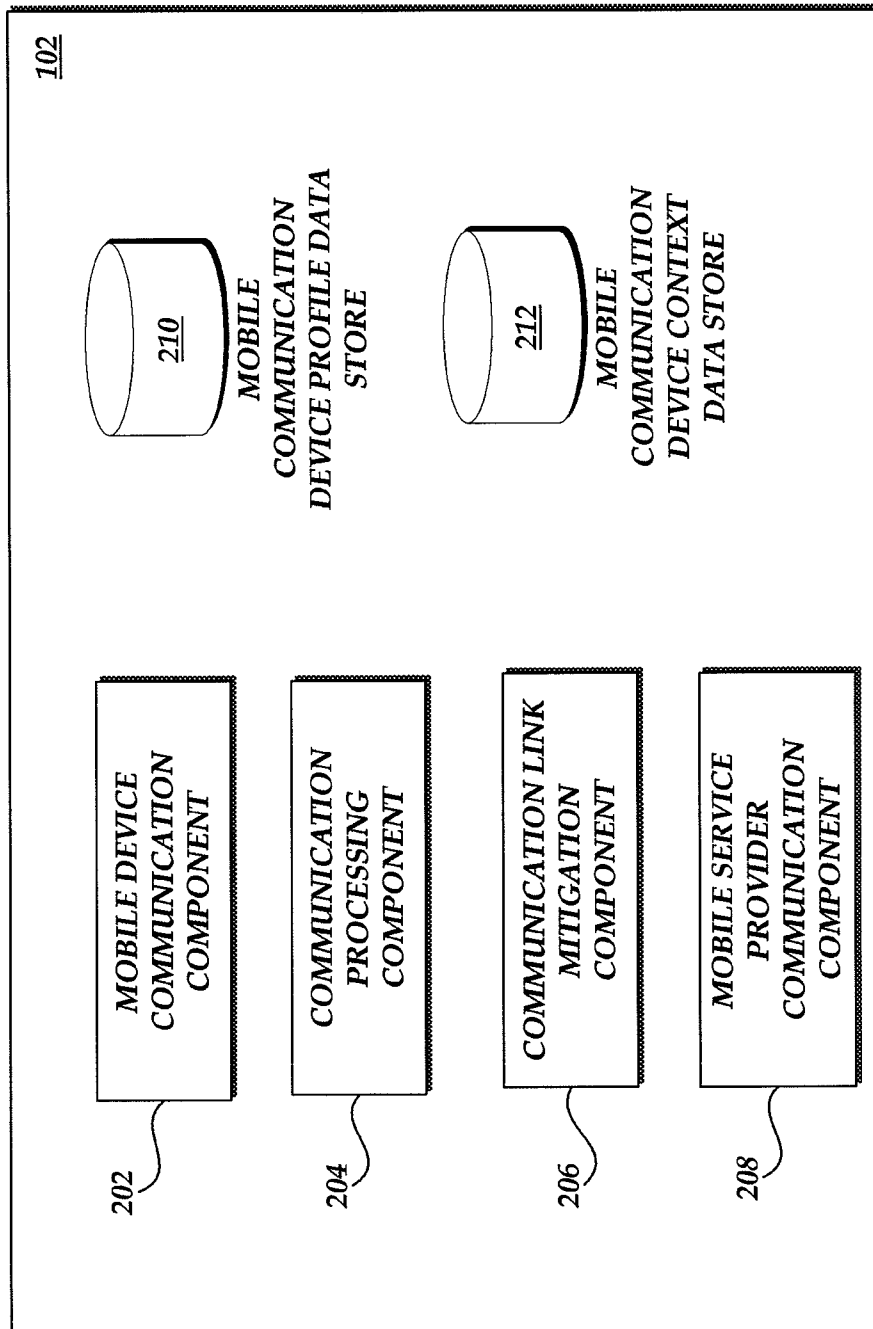 102
202
MOBILE DEVICE
COMMUNICATION
COMPONENT
204
COMMUNICATION
PROCESSING
COMPONENT
206
COMMUNICATION LINK
MITIGATION
COMPONENT
208
MOBILE SERVICE
PROVIDER
COMMUNICATION
COMPONENT
210
MOBILE
COMMUNICATION
DEVICE PROFILE DATA
STORE
212
MOBILE
COMMUNICATION
DEVICE CONTEXT
DATA STORE